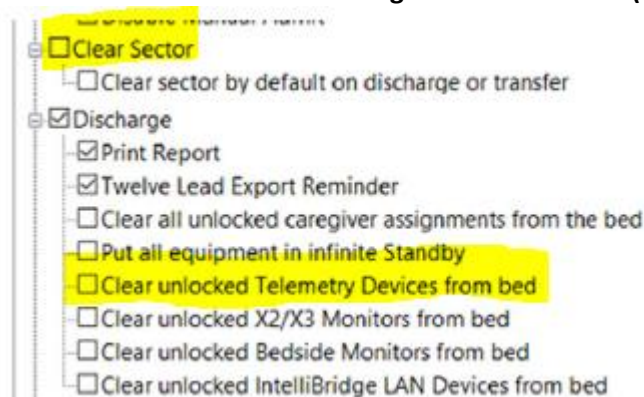 Clear Sector
Clear sector by default on discharge or transfer
Discharge
Print Report
Twelve Lead Export Reminder
Clear all unlocked caregiver assignments from the bed
Put all equipment in infinite Standby
Clear unlocked Telemetry Devices from bed
Clear unlocked X2/X3 Monitors from bed
Clear unlocked Bedside Monitors from bed
Clear unlocked IntelliBridge LAN Devices from bed